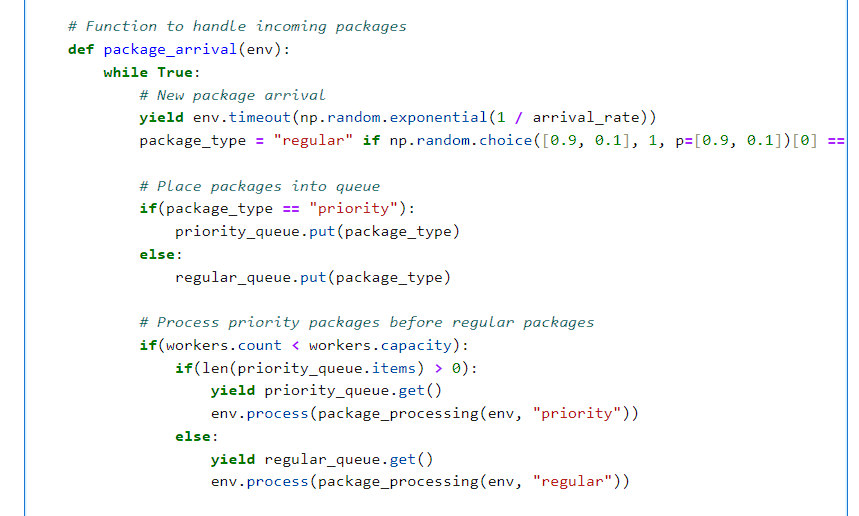 # Function to handle incoming packages
def package_arrival(env):
    while True:
        # New package arrival
        yield env.timeout(np.random.exponential(1 / arrival_rate))
        package_type = "regular" if np.random.choice([0.9, 0.1], 1, p=[0.9, 0.1])[0] ==
        # Place packages into queue
        if(package_type == "priority"):
            priority_queue.put(package_type)
        else:
            regular_queue.put(package_type)
        # Process priority packages before regular packages
        if(workers.count < workers.capacity):
            if(len(priority_queue.items) > 0):
                yield priority_queue.get()
                env.process(package_processing(env, "priority"))
            else:
                yield regular_queue.get()
                env.process(package_processing(env, "regular"))